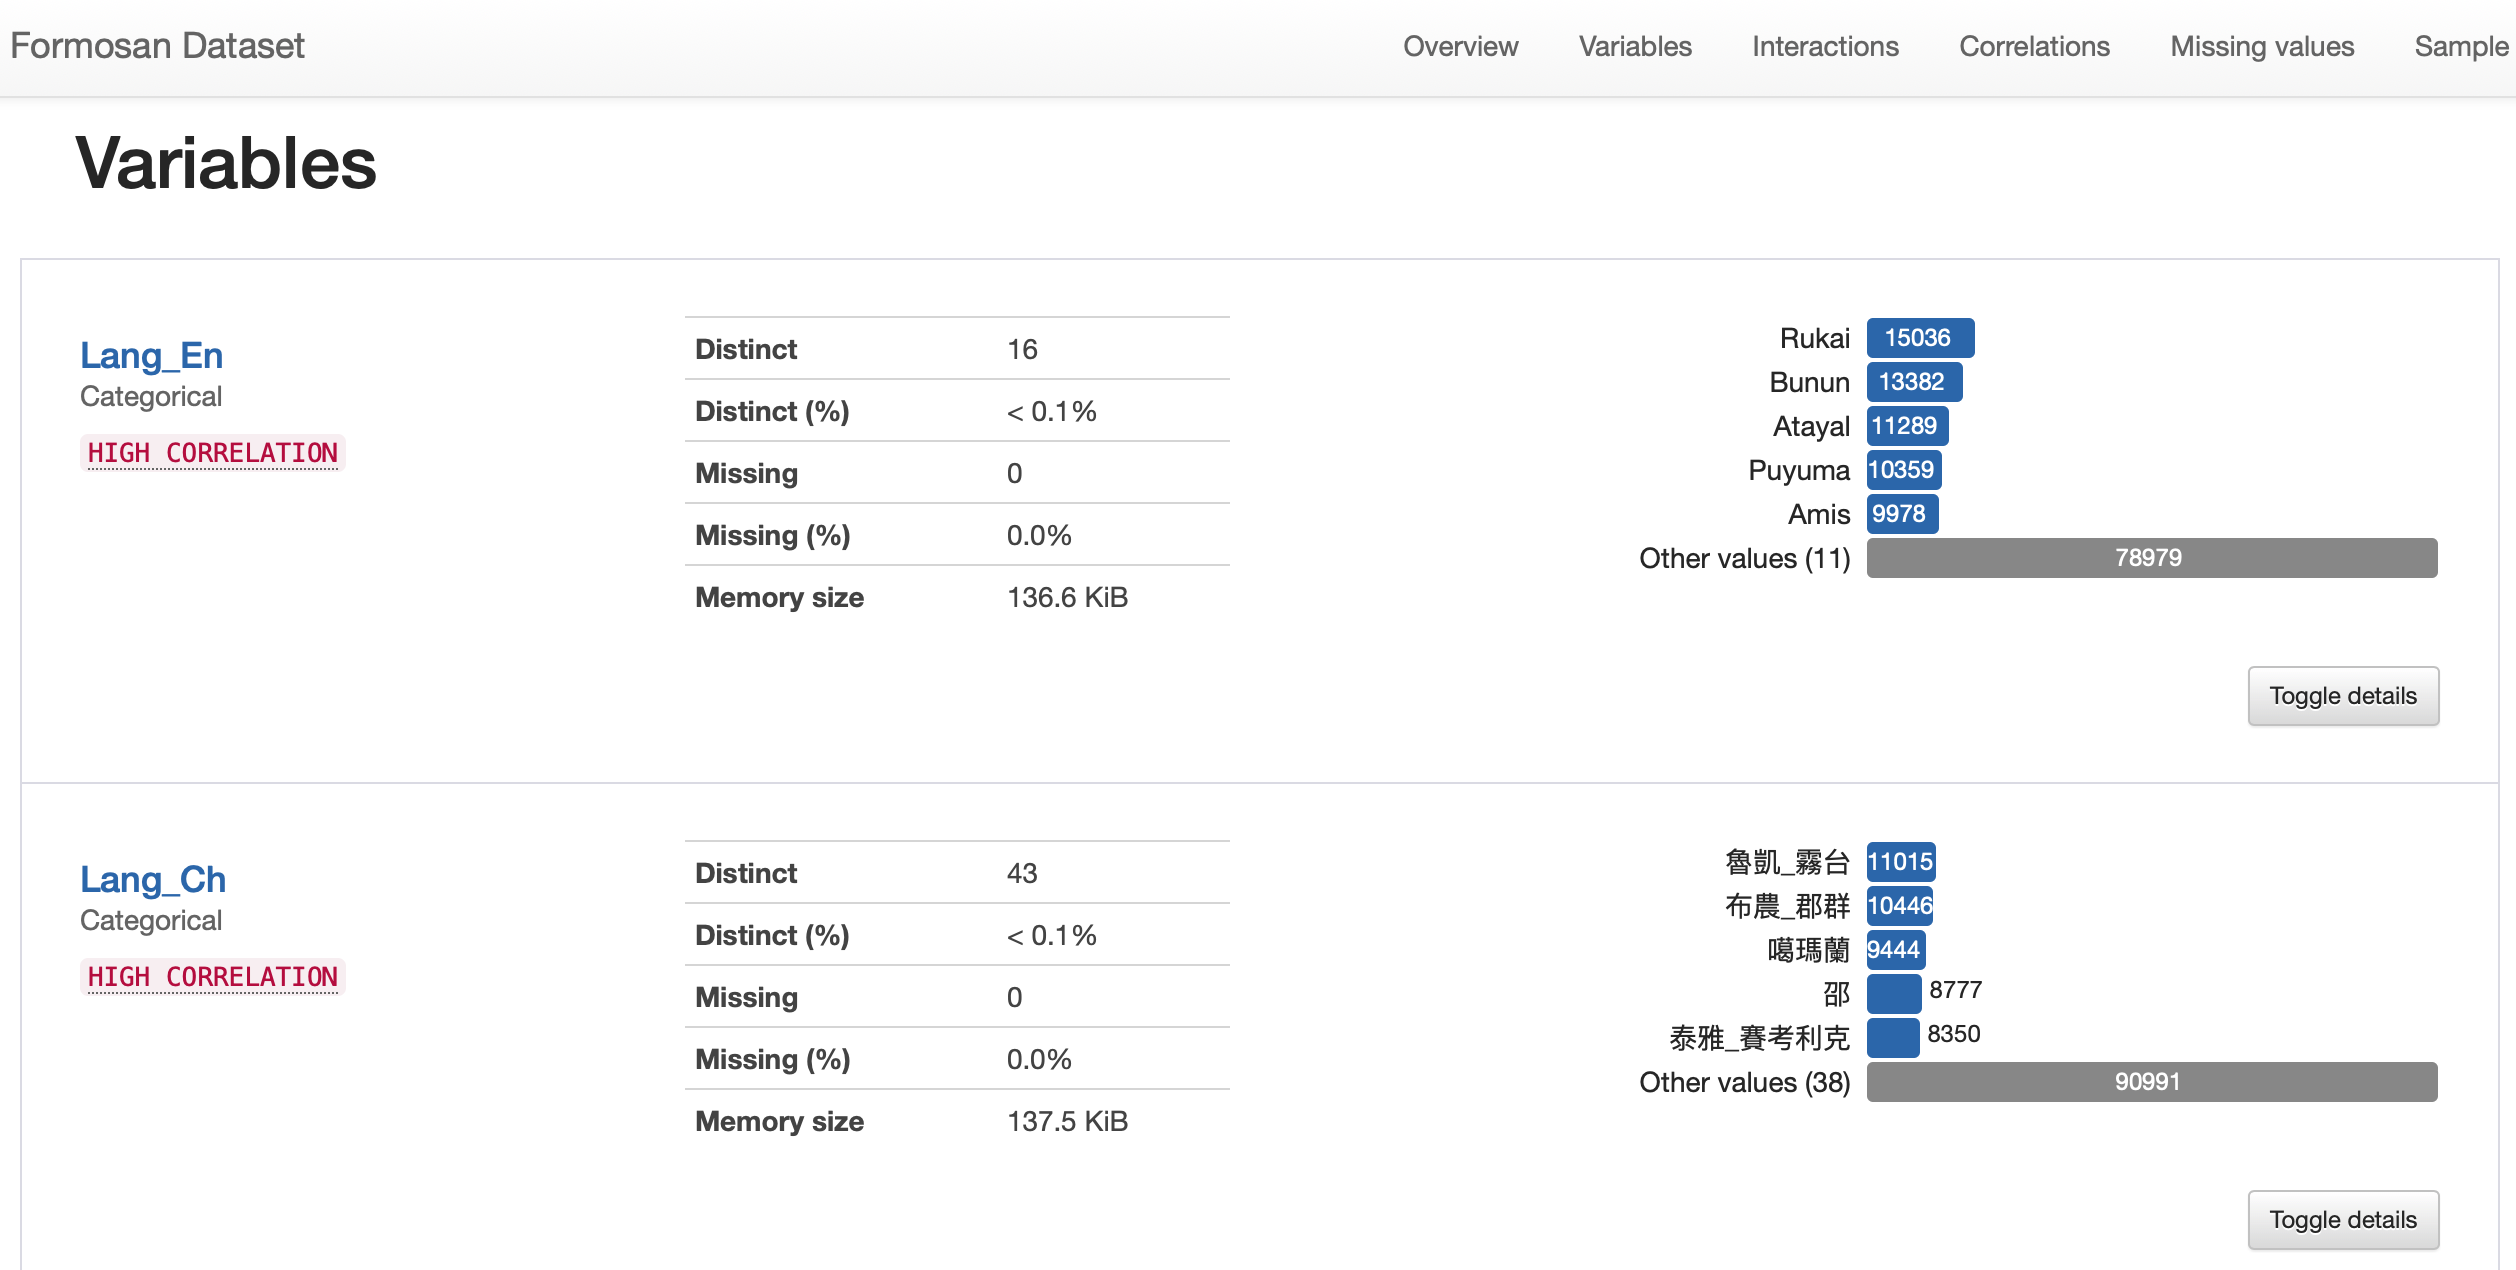 Formosan Dataset Overview Variables Interactions Correlations Missing values Sample
Variables
Lang_En
Categorical
HIGH CORRELATION
Distinct 16
Distinct (%) < 0.1%
Missing 0
Missing (%) 0.0%
Memory size 136.6 KiB
Rukai 15036
Bunun 13382
Atayal 11289
Puyuma 10359
Amis 9978
Other values (11) 78979
Toggle details
Lang_Ch
Categorical
HIGH CORRELATION
Distinct 43
Distinct (%) < 0.1%
Missing 0
Missing (%) 0.0%
Memory size 137.5 KiB
魯凱_霧台 11015
布農_郡群 10446
噶瑪蘭 9444
邵 8777
泰雅_賽考利克 8350
Other values (38) 90991
Toggle details